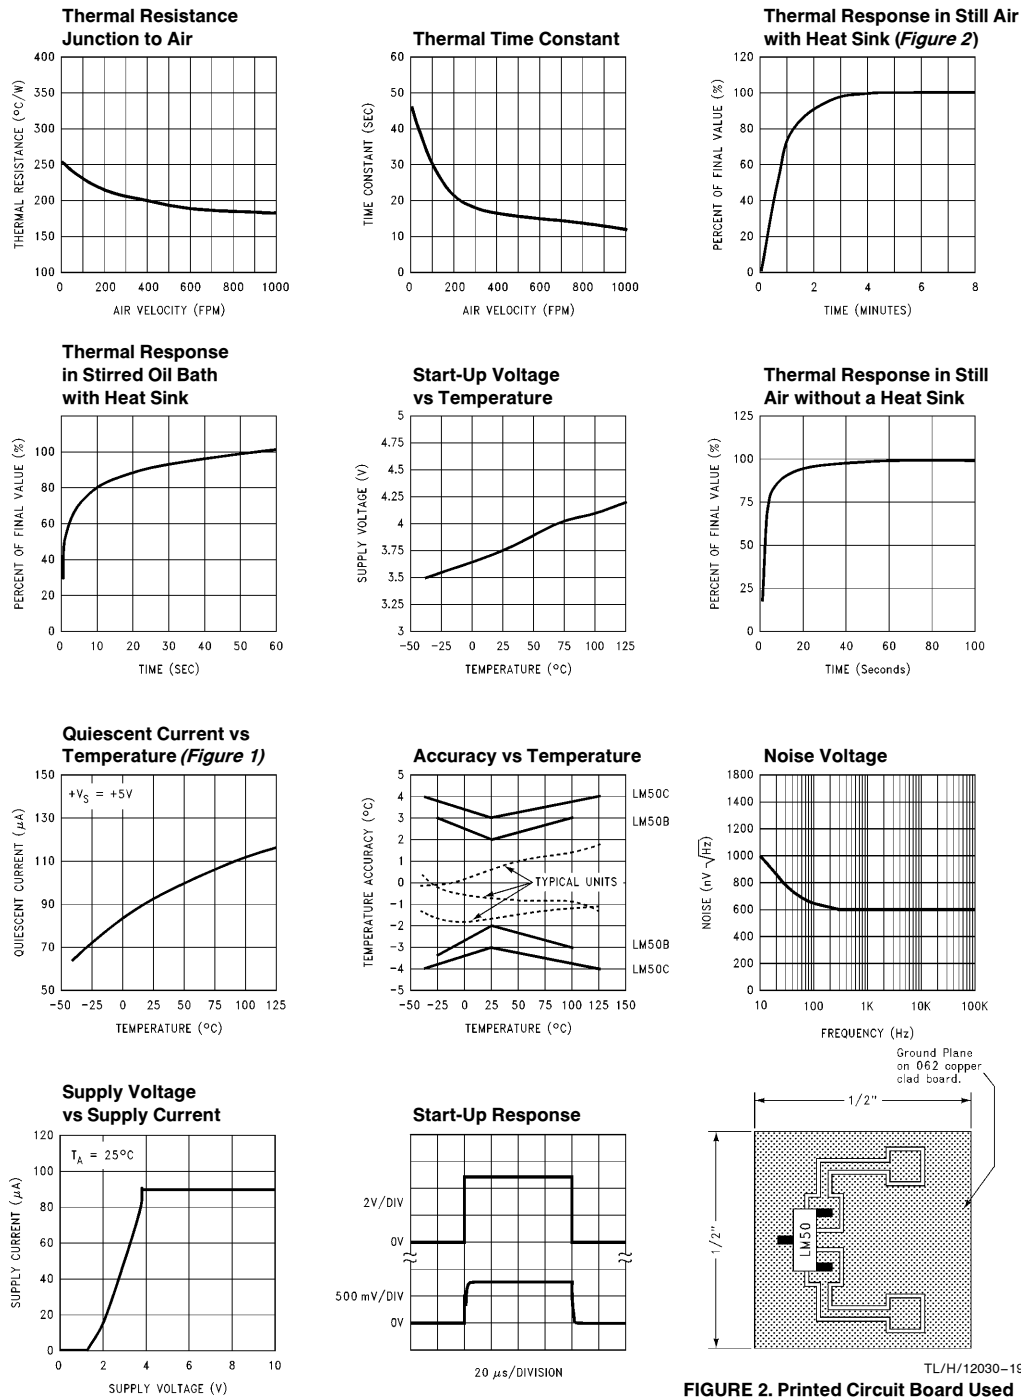 Thermal Resistance
Junction to Air
400
350
300
250
200
150
100
THERMAL RESISTANCE (°C/W)
0 200 400 600 800 1000
AIR VELOCITY (FPM)
Thermal Time Constant
60
50
40
30
20
10
0
TIME CONSTANT (SEC)
0 200 400 600 800 1000
AIR VELOCITY (FPM)
Thermal Response in Still Air
with Heat Sink (Figure 2)
120
100
80
60
40
20
0
PERCENT OF FINAL VALUE (%)
0 2 4 6 8
TIME (MINUTES)
Thermal Response
in Stirred Oil Bath
with Heat Sink
100
80
60
40
20
0
PERCENT OF FINAL VALUE (%)
0 10 20 30 40 50 60
TIME (SEC)
Start-Up Voltage
vs Temperature
5
4.75
4.5
4.25
4
3.75
3.5
3.25
3
SUPPLY VOLTAGE (V)
−50 −25 0 25 50 75 100 125
TEMPERATURE (°C)
Thermal Response in Still
Air without a Heat Sink
125
100
75
50
25
0
PERCENT OF FINAL VALUE (%)
0 20 40 60 80 100
TIME (Seconds)
Quiescent Current vs
Temperature (Figure 1)
150
130
110
90
70
50
QUIESCENT CURRENT (µA)
+VS = +5V
−50 −25 0 25 50 75 100 125
TEMPERATURE (°C)
Accuracy vs Temperature
5
4
3
2
1
0
−1
−2
−3
−4
−5
TEMPERATURE ACCURACY (°C)
LM50C
LM50B
TYPICAL UNITS
LM50B
LM50C
−50 −25 0 25 50 75 100 125 150
TEMPERATURE (°C)
Noise Voltage
1800
1600
1400
1200
1000
800
600
400
200
0
NOISE (nV √Hz)
10 100 1K 10K 100K
FREQUENCY (Hz)
Supply Voltage
vs Supply Current
120
100
80
60
40
20
0
SUPPLY CURRENT (µA)
TA = 25°C
0 2 4 6 8 10
SUPPLY VOLTAGE (V)
Start-Up Response
2V/DIV
0V
500 mV/DIV
0V
20 µs/DIVISION
Ground Plane
on 062 copper
clad board.
1/2"
1/2"
LM50
TL/H/12030–19
FIGURE 2. Printed Circuit Board Used